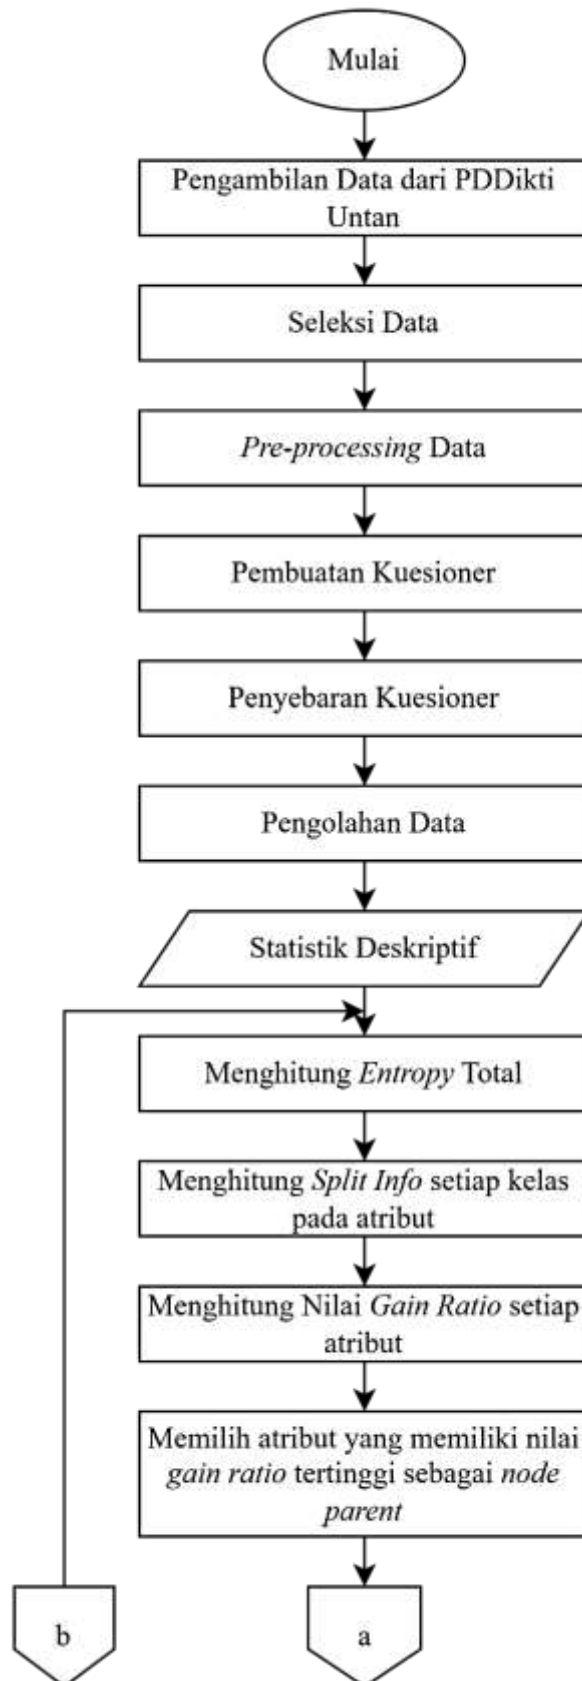 Mulai
Pengambilan Data dari PDDikti
Untan
Seleksi Data
Pre-processing Data
Pembuatan Kuesioner
Penyebaran Kuesioner
Pengolahan Data
Statistik Deskriptif
Menghitung Entropy Total
Menghitung Split Info setiap kelas
pada atribut
Menghitung Nilai Gain Ratio setiap
atribut
Memilih atribut yang memiliki nilai
gain ratio tertinggi sebagai node
parent
b
a